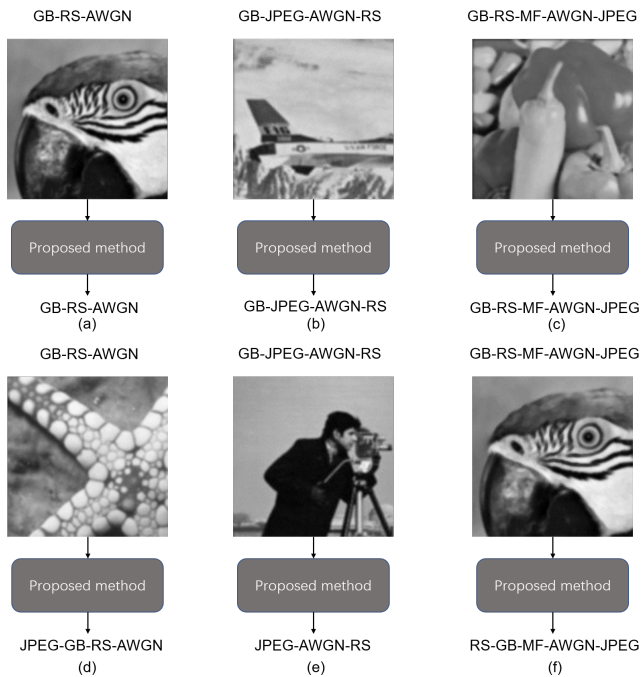 GB-RS-AWGN GB-JPEG-AWGN-RS GB-RS-MF-AWGN-JPEG
U.S. AIR FORCE
Proposed method Proposed method Proposed method
GB-RS-AWGN GB-JPEG-AWGN-RS GB-RS-MF-AWGN-JPEG
(a) (b) (c)
GB-RS-AWGN GB-JPEG-AWGN-RS GB-RS-MF-AWGN-JPEG
Proposed method Proposed method Proposed method
JPEG-GB-RS-AWGN JPEG-AWGN-RS RS-GB-MF-AWGN-JPEG
(d) (e) (f)